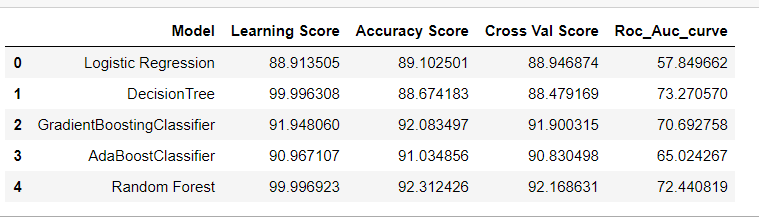 Model Learning Score Accuracy Score Cross Val Score Roc_Auc_curve
0 Logistic Regression 88.913505 89.102501 88.946874 57.849662
1 DecisionTree 99.996308 88.674183 88.479169 73.270570
2 GradientBoostingClassifier 91.948060 92.083497 91.900315 70.692758
3 AdaBoostClassifier 90.967107 91.034856 90.830498 65.024267
4 Random Forest 99.996923 92.312426 92.168631 72.440819